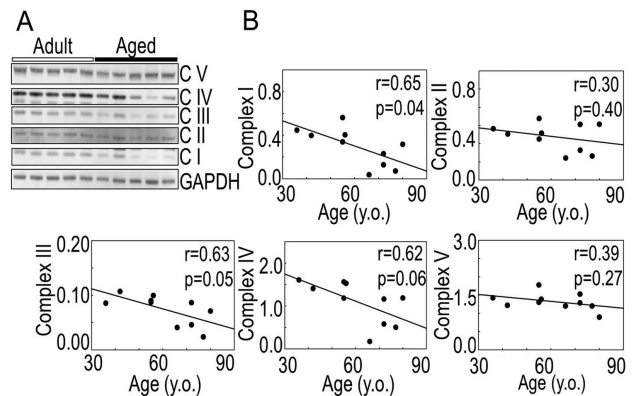 A
B
Adult Aged
C V
C IV
C III
C II
C I
GAPDH
Complex I
0.8
0.4
0.0
r=0.65
p=0.04
30 60 90
Age (y.o.)
Complex II
0.8
0.4
0.0
r=0.30
p=0.40
30 60 90
Age (y.o.)
Complex III
0.20
0.10
0.00
r=0.63
p=0.05
30 60 90
Age (y.o.)
Complex IV
2.0
1.0
0.0
r=0.62
p=0.06
30 60 90
Age (y.o.)
Complex V
3.0
1.5
0.0
r=0.39
p=0.27
30 60 90
Age (y.o.)